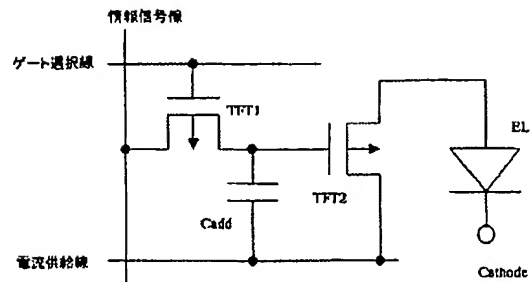 情報信号線
ゲート選択線
TFT1
EL
TFT2
Cadd
電流供給線
Cathode